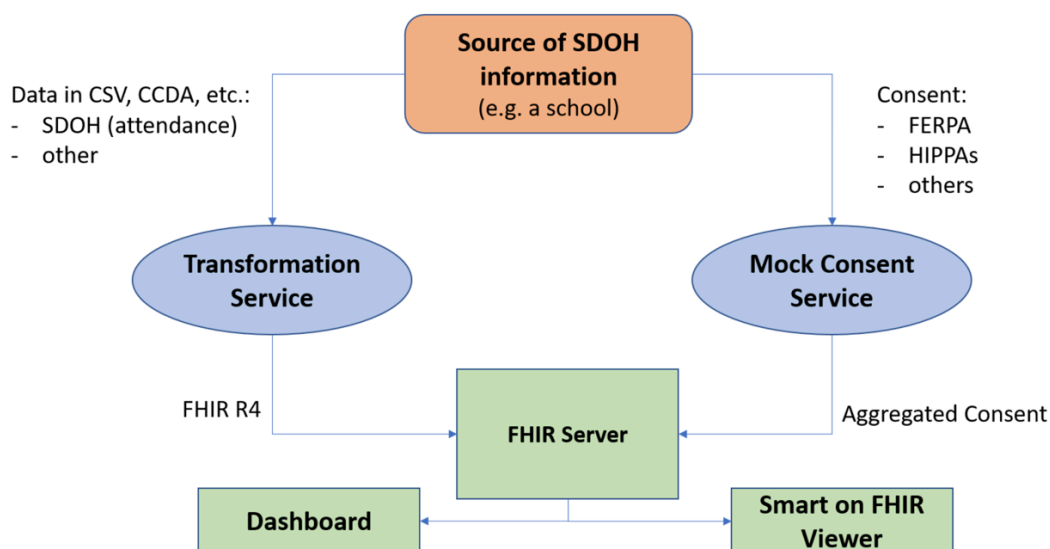 Source of SDOH
information
(e.g. a school)
Data in CSV, CCDA, etc.:
- SDOH (attendance)
- other
Consent:
- FERPA
- HIPPAs
- others
Transformation
Service
Mock Consent
Service
FHIR R4
FHIR Server
Aggregated Consent
Dashboard
Smart on FHIR
Viewer